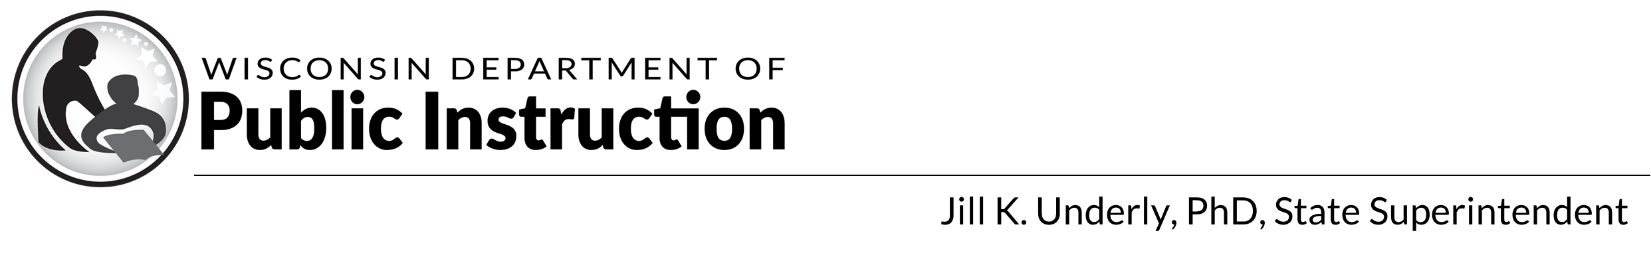 WISCONSIN DEPARTMENT OF
Public Instruction
Jill K. Underly, PhD, State Superintendent